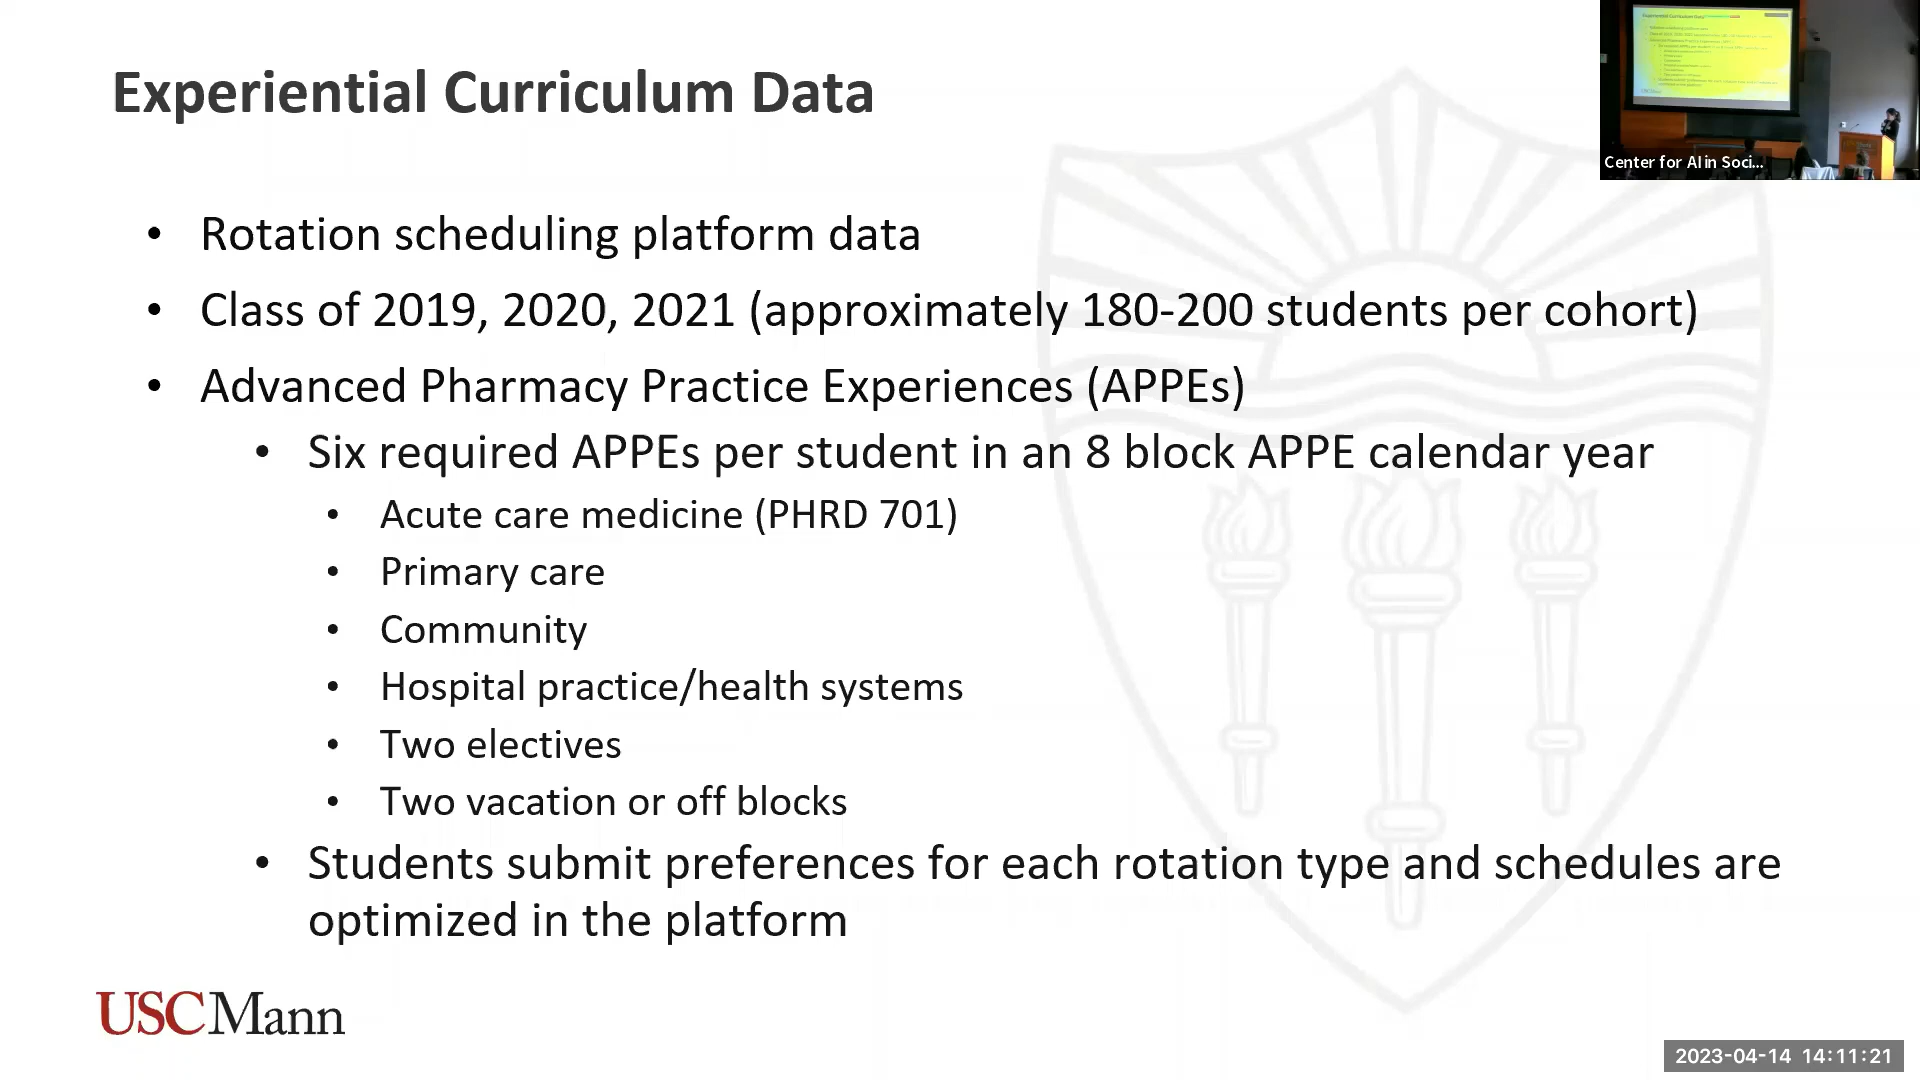 Experiential Curriculum Data
Center for AI in Soci...
• Rotation scheduling platform data
• Class of 2019, 2020, 2021 (approximately 180-200 students per cohort)
• Advanced Pharmacy Practice Experiences (APPEs)
• Six required APPEs per student in an 8 block APPE calendar year
• Acute care medicine (PHRD 701)
• Primary care
• Community
• Hospital practice/health systems
• Two electives
• Two vacation or off blocks
• Students submit preferences for each rotation type and schedules are
optimized in the platform
USC Mann
2023-04-14 14:11:21